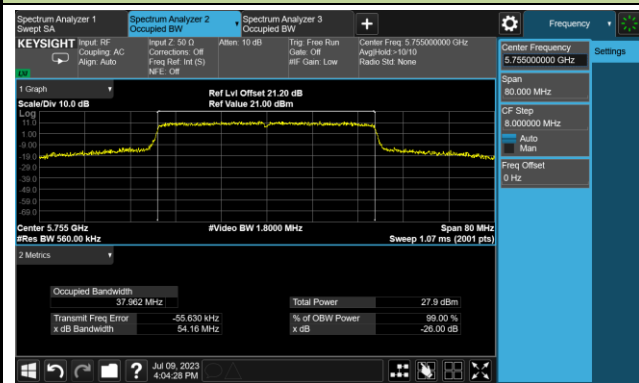 Spectrum Analyzer 1
Swept SA
Spectrum Analyzer 2
Occupied BW
Spectrum Analyzer 3
Occupied BW
+
Frequency
KEYSIGHT
LU
Input: RF
Coupling: AC
Align: Auto
Input Z: 50 Ω
Corrections: Off
Freq Ref: Int (S)
NFE: Off
Atten: 10 dB
Trig: Free Run
Gate: Off
#IF Gain: Low
Center Freq: 5.755000000 GHz
Avg|Hold:>10/10
Radio Std: None
Center Frequency
5.755000000 GHz
Settings
Span
80.000 MHz
CF Step
8.000000 MHz
Auto
Man
Freq Offset
0 Hz
1 Graph
Scale/Div 10.0 dB
Ref Lvl Offset 21.20 dB
Ref Value 21.00 dBm
Log
11.0
1.00
-9.00
-19.0
-29.0
-39.0
-49.0
-59.0
-69.0
Center 5.755 GHz
#Res BW 560.00 kHz
#Video BW 1.8000 MHz
Span 80 MHz
Sweep 1.07 ms (2001 pts)
2 Metrics
Occupied Bandwidth
37.962 MHz
Total Power 27.9 dBm
Transmit Freq Error -55.630 kHz
% of OBW Power 99.00 %
x dB Bandwidth 54.16 MHz
x dB -26.00 dB
?
Jul 09, 2023
4:04:28 PM